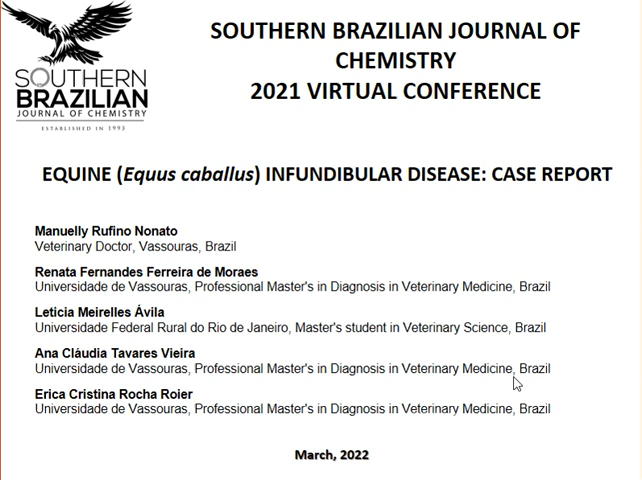 SOUTHERN
BRAZILIAN
JOURNAL OF CHEMISTRY
ESTABLISHED IN 1993
SOUTHERN BRAZILIAN JOURNAL OF
CHEMISTRY
2021 VIRTUAL CONFERENCE
EQUINE (Equus caballus) INFUNDIBULAR DISEASE: CASE REPORT
Manuelly Rufino Nonato
Veterinary Doctor, Vassouras, Brazil
Renata Fernandes Ferreira de Moraes
Universidade de Vassouras, Professional Master's in Diagnosis in Veterinary Medicine, Brazil
Letícia Meirelles Ávila
Universidade Federal Rural do Rio de Janeiro, Master's student in Veterinary Science, Brazil
Ana Cláudia Tavares Vieira
Universidade de Vassouras, Professional Master's in Diagnosis in Veterinary Medicine, Brazil
Erica Cristina Rocha Roier
Universidade de Vassouras, Professional Master's in Diagnosis in Veterinary Medicine, Brazil
March, 2022